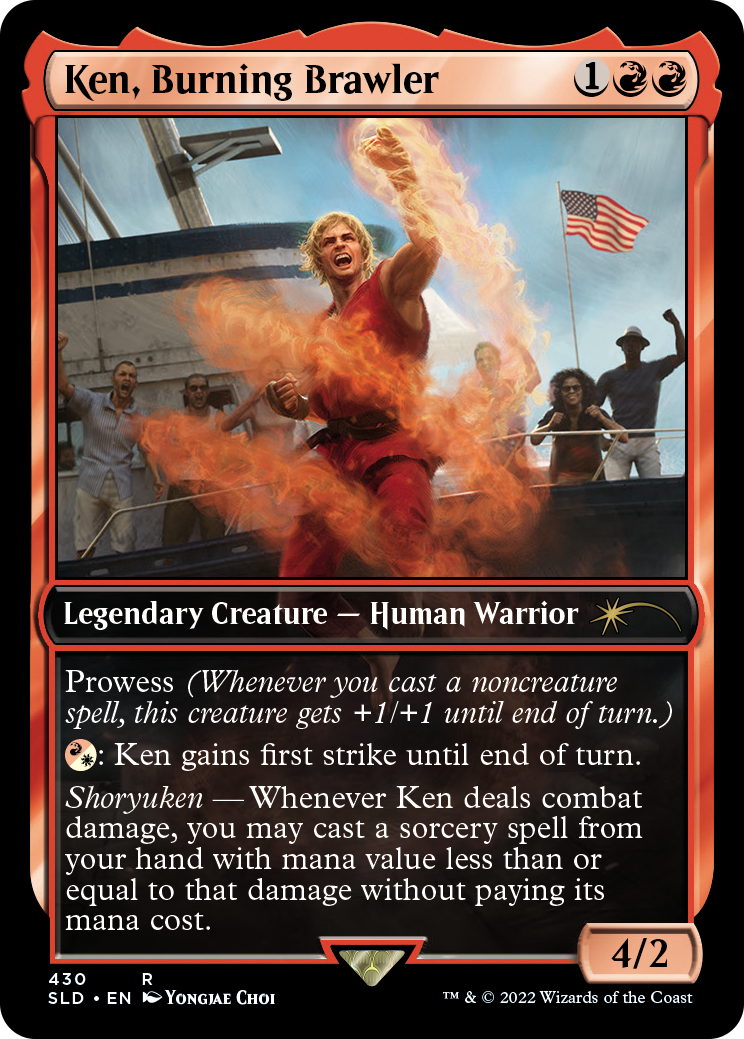 Ken, Burning Brawler 1
Legendary Creature — Human Warrior
Prowess (Whenever you cast a noncreature
spell, this creature gets +1/+1 until end of turn.)
: Ken gains first strike until end of turn.
Shoryuken — Whenever Ken deals combat
damage, you may cast a sorcery spell from
your hand with mana value less than or
equal to that damage without paying its
mana cost.
4/2
430 R
SLD • EN Yongjae Choi ™ & © 2022 Wizards of the Coast